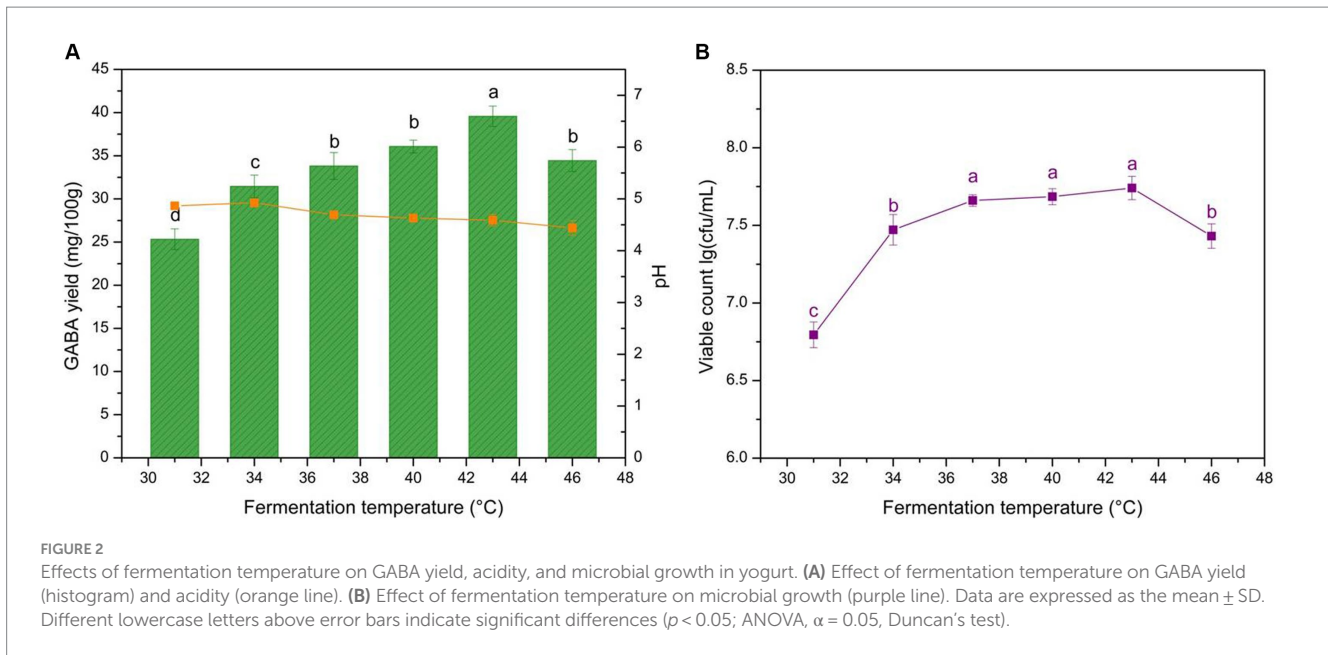 A
45
40
35
30
25
20
15
10
5
0
GABA yield (mg/100g)
d
c
b
b
a
b
7
6
5
4
3
2
1
0
pH
30 32 34 36 38 40 42 44 46 48
Fermentation temperature (°C)
B
8.5
8.0
7.5
7.0
6.5
6.0
Viable count lg(cfu/mL)
c
b
a
a
a
b
30 32 34 36 38 40 42 44 46 48
Fermentation temperature (°C)
FIGURE 2
Effects of fermentation temperature on GABA yield, acidity, and microbial growth in yogurt. (A) Effect of fermentation temperature on GABA yield
(histogram) and acidity (orange line). (B) Effect of fermentation temperature on microbial growth (purple line). Data are expressed as the mean ± SD.
Different lowercase letters above error bars indicate significant differences (p < 0.05; ANOVA, α = 0.05, Duncan's test).